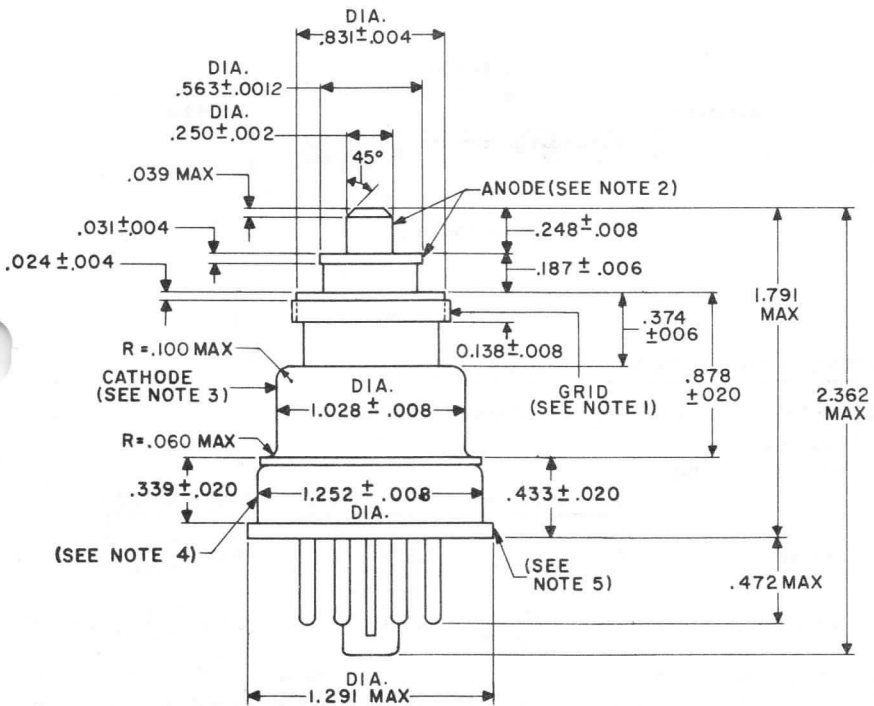 DIA.
.831±.004
DIA.
.563±.0012
DIA.
.250±.002
45°
.039 MAX
ANODE(SEE NOTE 2)
.031±.004
.248±.008
.024±.004
.187±.006
1.791
MAX
.374
±006
R=.100 MAX
0.138±.008
CATHODE
(SEE NOTE 3)
DIA.
1.028±.008
GRID
(SEE NOTE 1)
.878
±020
2.362
MAX
R=.060 MAX
.339±.020
1.252±.008
DIA.
.433±.020
(SEE NOTE 4)
(SEE
NOTE 5)
.472 MAX
DIA.
1.291 MAX